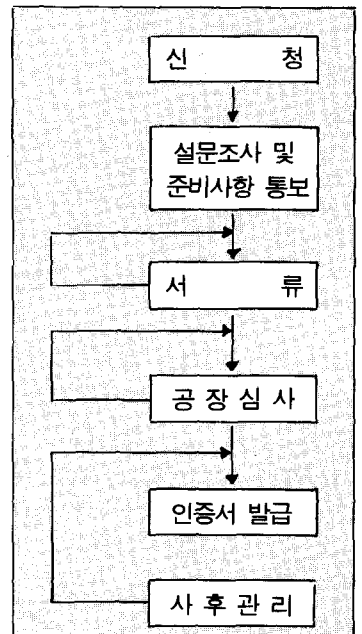 신 청
설문조사 및
준비사항 통보
서 류
공 장 심 사
인증서 발급
사 후 관 리